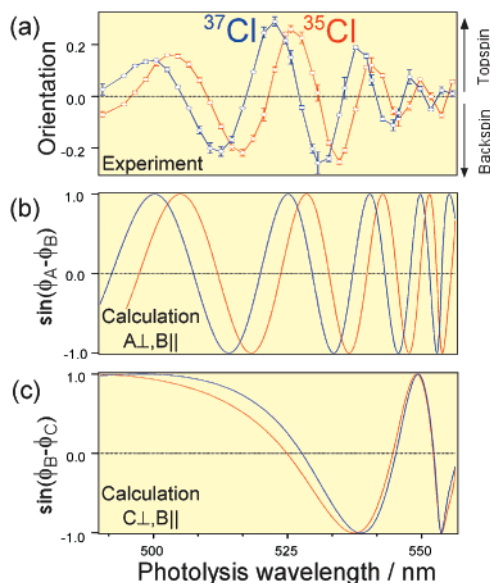 (a)
37Cl 35Cl
0.2
0.0
-0.2
Orientation
Experiment
Topspin
Backspin
(b)
1.0
0.0
-1.0
sin(ϕA-ϕB)
Calculation
A⊥,B||
(c)
1.0
0.0
-1.0
sin(ϕB-ϕC)
Calculation
C⊥,B||
500 525 550
Photolysis wavelength / nm